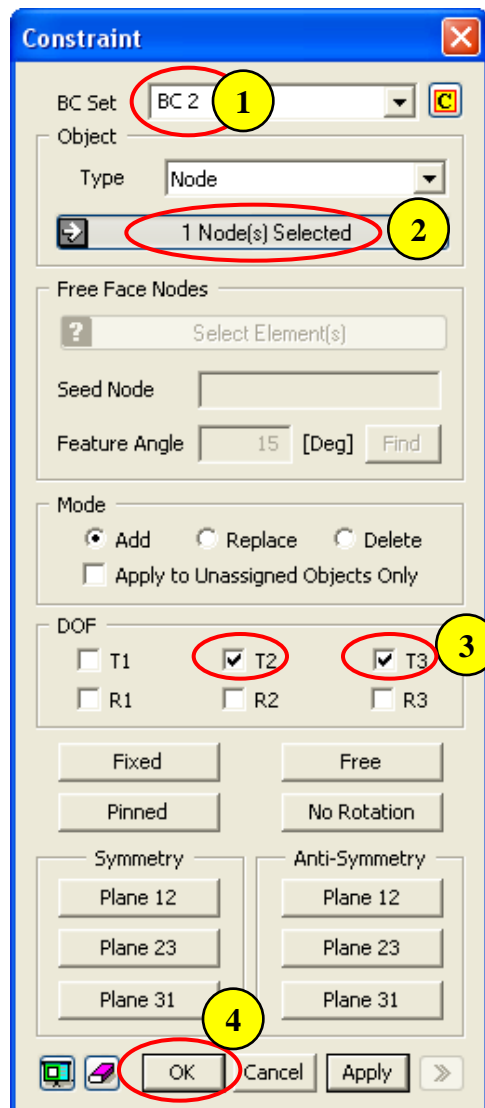 Constraint
BC Set BC 2 1 C
Object
Type Node
1 Node(s) Selected 2
Free Face Nodes
? Select Element(s)
Seed Node
Feature Angle 15 [Deg] Find
Mode
Add Replace Delete
Apply to Unassigned Objects Only
DOF
T1 T2 T3 3
R1 R2 R3
Fixed Free
Pinned No Rotation
Symmetry Anti-Symmetry
Plane 12 Plane 12
Plane 23 Plane 23
Plane 31 Plane 31
4
OK Cancel Apply >>